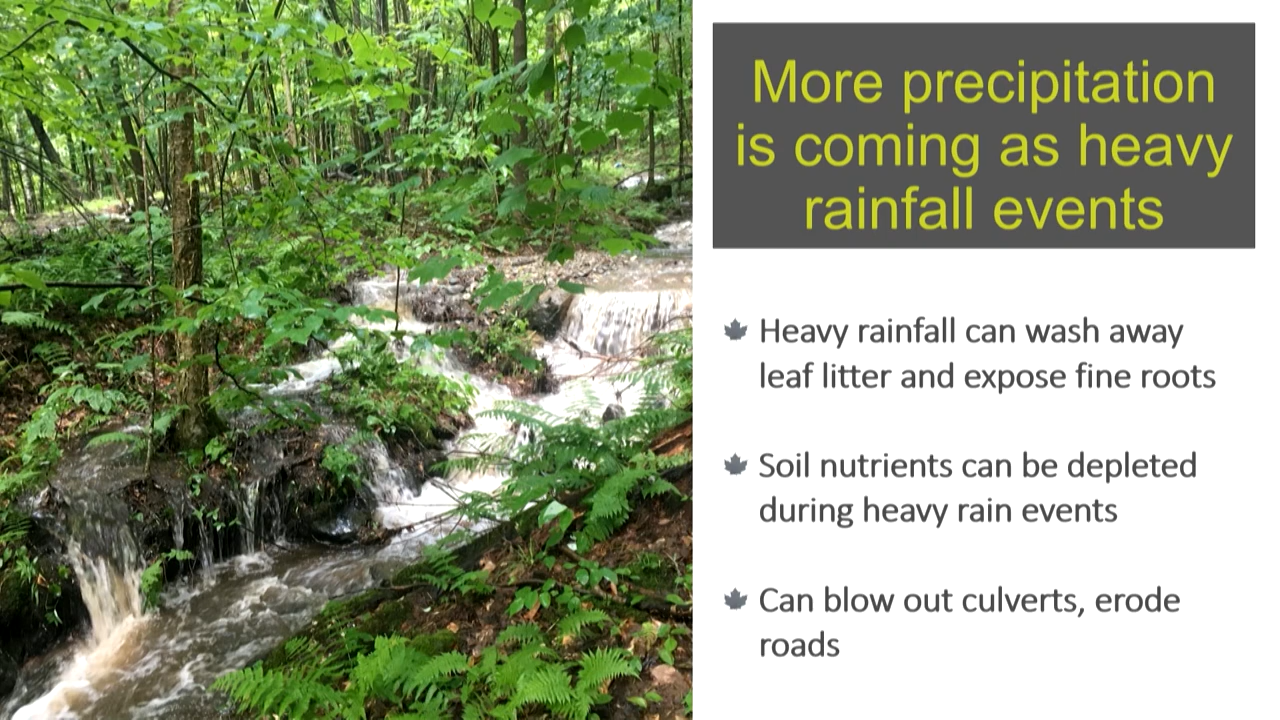 More precipitation
is coming as heavy
rainfall events
Heavy rainfall can wash away
leaf litter and expose fine roots
Soil nutrients can be depleted
during heavy rain events
Can blow out culverts, erode
roads